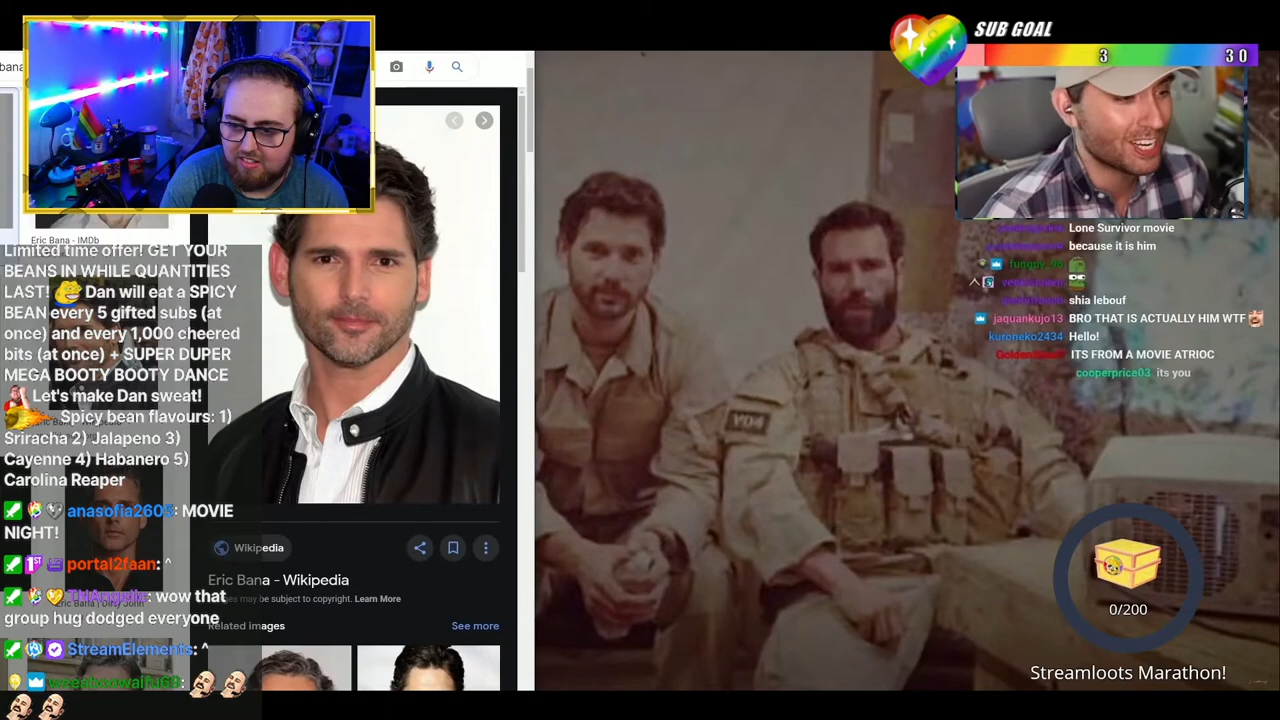 SUB GOAL
3
30
bana
Eric Bana - IMDb
Limited time offer! GET YOUR
BEANS IN WHILE QUANTITIES
LAST! Dan will eat a SPICY
BEAN every 5 gifted subs (at
once) and every 1,000 cheered
bits (at once) + SUPER DUPER
MEGA BOOTY BOOTY DANCE
Let's make Dan sweat!
Spicy bean flavours: 1)
Sriracha 2) Jalapeno 3)
Cayenne 4) Habanero 5)
Carolina Reaper
anasofia2605: MOVIE
NIGHT!
1ST portal2faan: ^
wow that
group hug dodged everyone
StreamElements: ^
Wikipedia
Eric Bana - Wikipedia
may be subject to copyright. Learn More
Related images
See more
Lone Survivor movie
because it is him
shia lebouf
jaquankujo13 BRO THAT IS ACTUALLY HIM WTF
kuroneko2434 Hello!
ITS FROM A MOVIE ATRIOC
cooperprice03 its you
0/200
Streamloots Marathon!